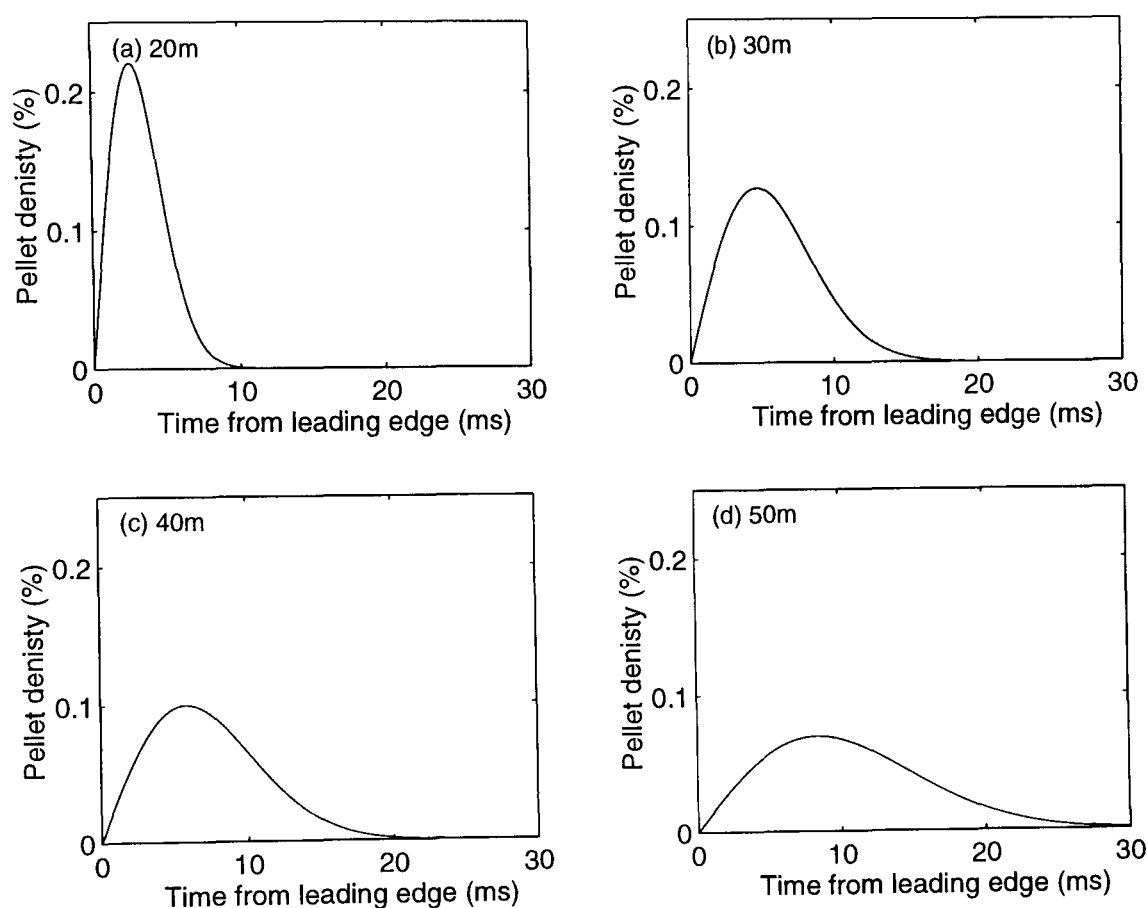 (a) 20m
Pellet denisty (%)
0.2
0.1
0
0 10 20 30
Time from leading edge (ms)
(b) 30m
Pellet denisty (%)
0.2
0.1
0
0 10 20 30
Time from leading edge (ms)
(c) 40m
Pellet denisty (%)
0.2
0.1
0
0 10 20 30
Time from leading edge (ms)
(d) 50m
Pellet denisty (%)
0.2
0.1
0
0 10 20 30
Time from leading edge (ms)